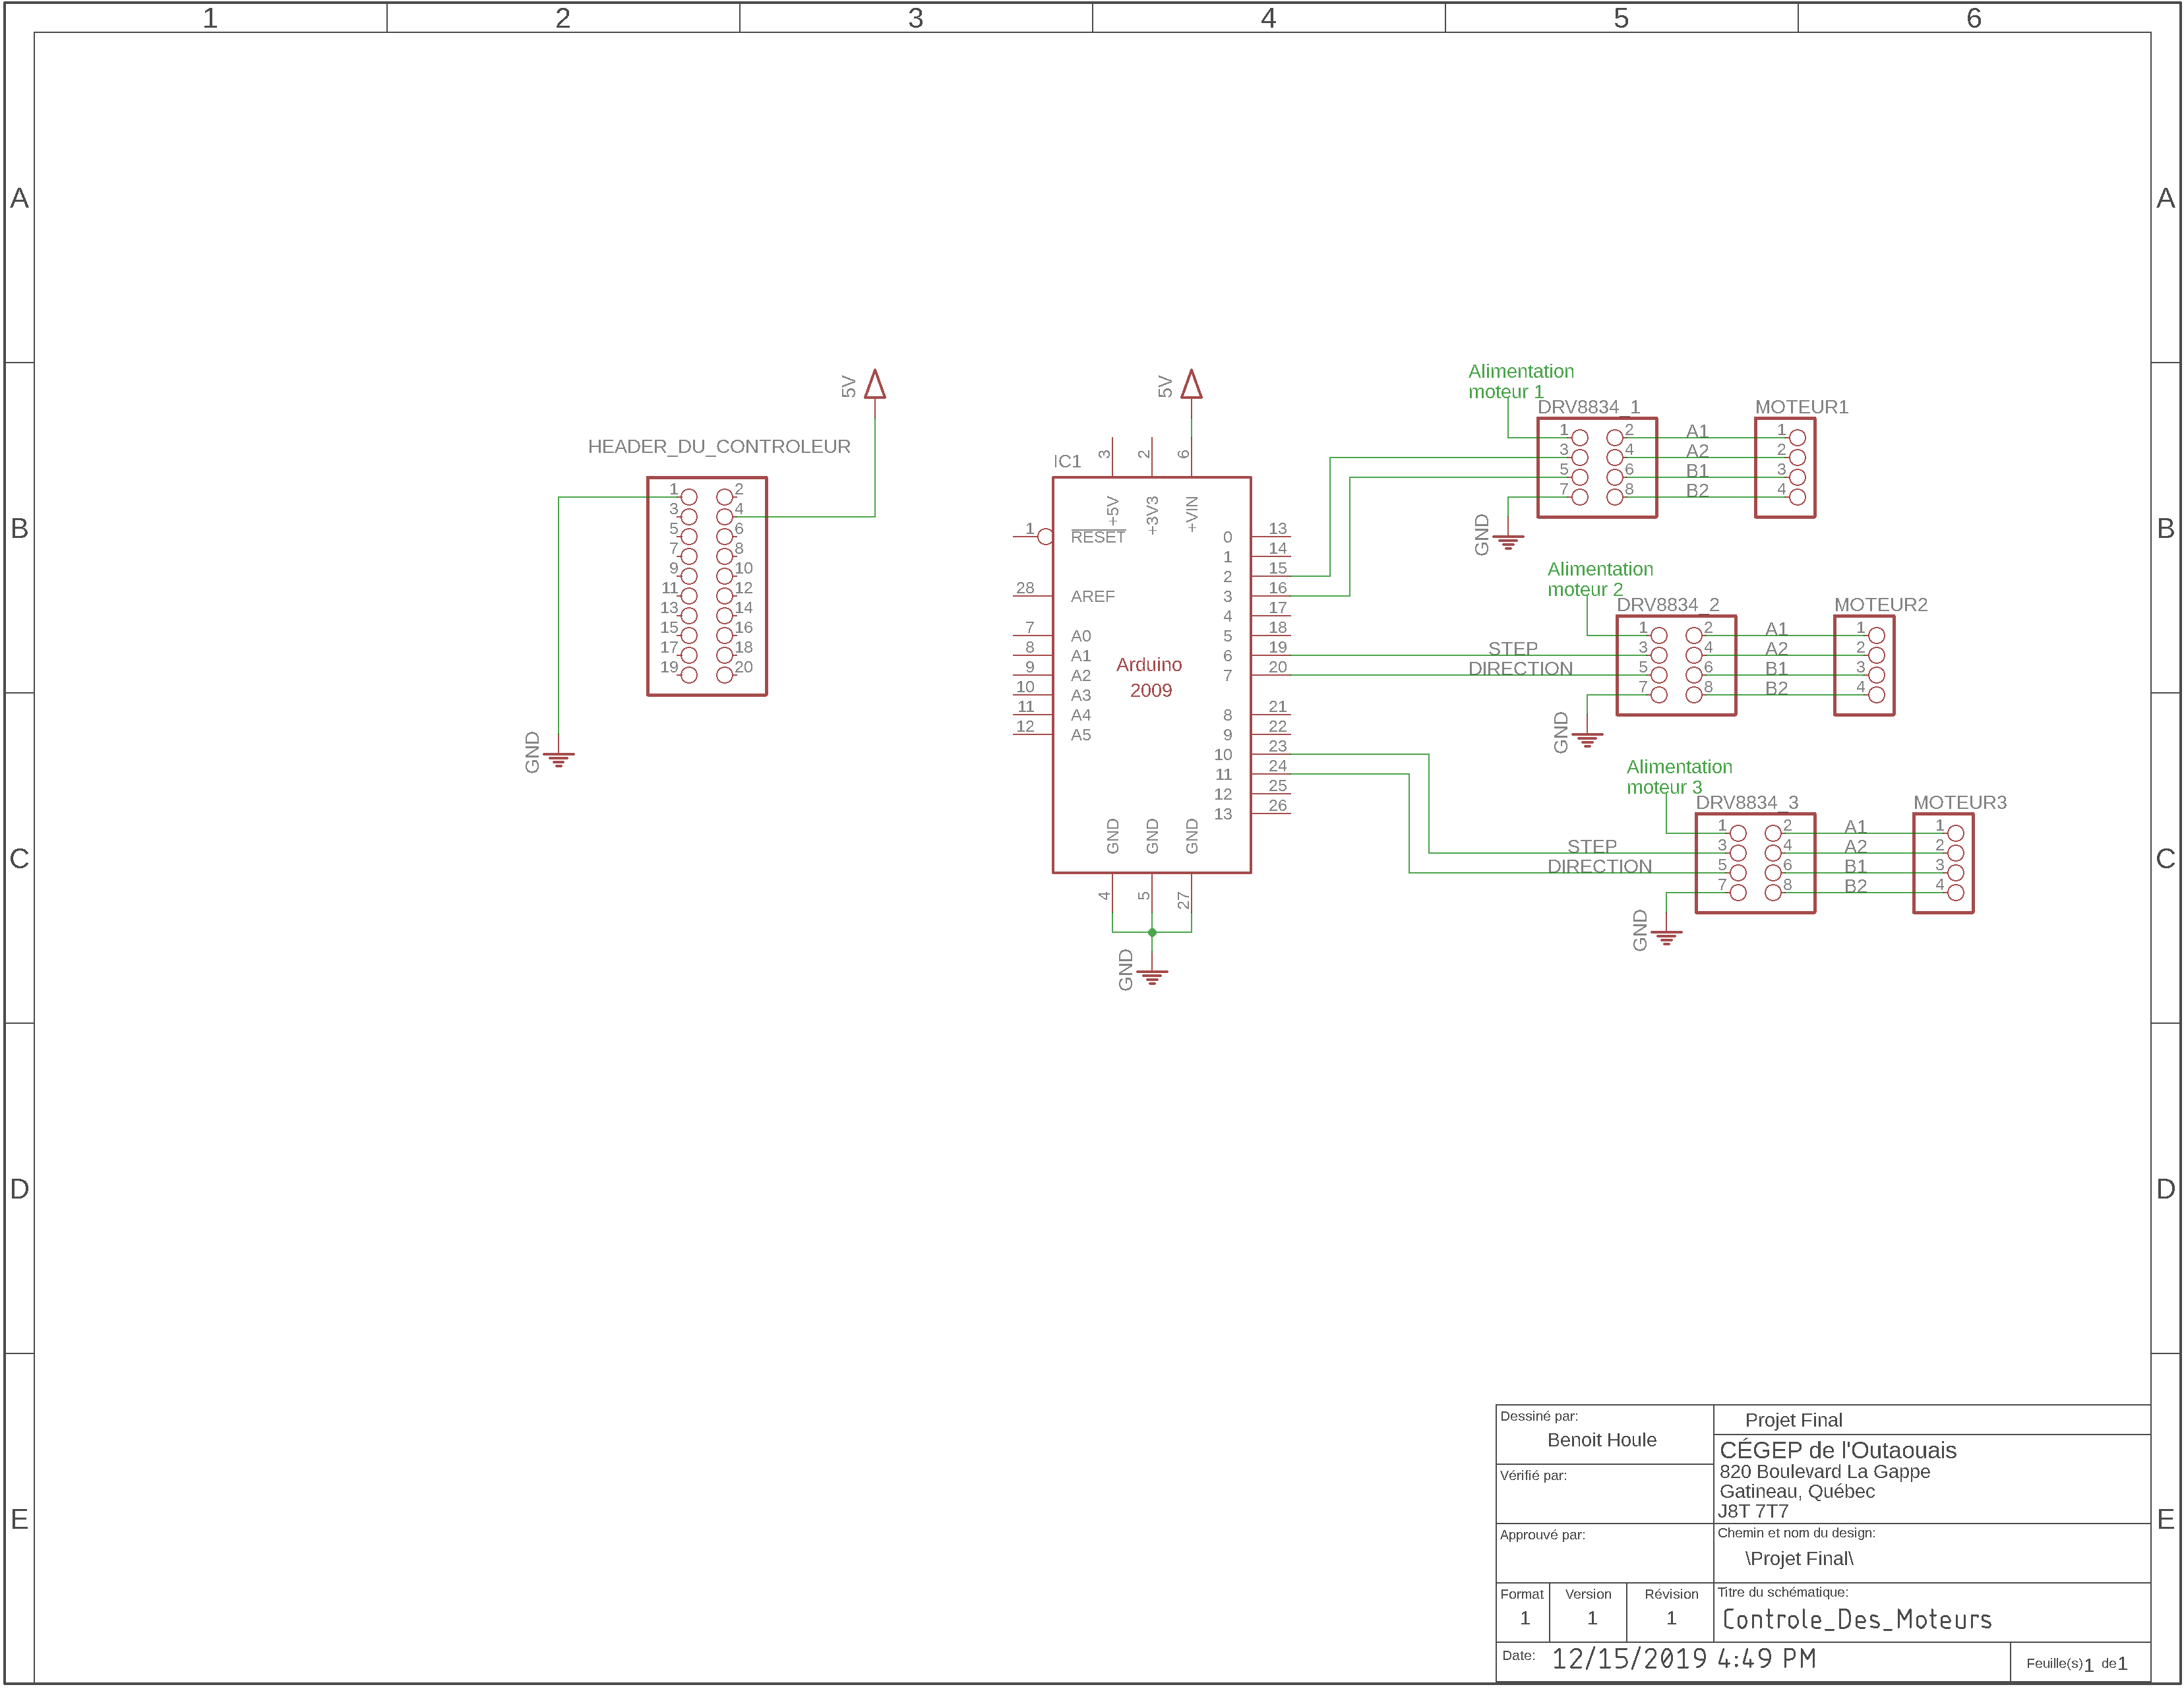 1 2 3 4 5 6
A A
B B
C C
D D
E E
HEADER_DU_CONTROLEUR
1 2
3 4
5 6
7 8
9 10
11 12
13 14
15 16
17 18
19 20
GND
5V
5V
IC1
3 2 6
+5V +3V3 +VIN
1 RESET
28 AREF
7 A0
8 A1
9 A2
10 A3
11 A4
12 A5
Arduino
2009
0 13
1 14
2 15
3 16
4 17
5 18
6 19
7 20
8 21
9 22
10 23
11 24
12 25
13 26
GND GND GND
4 5 27
GND
Alimentation
moteur 1
DRV8834_1 MOTEUR1
1 2 A1 1
3 4 A2 2
5 6 B1 3
7 8 B2 4
GND
Alimentation
moteur 2
DRV8834_2 MOTEUR2
1 2 A1 1
STEP 3 4 A2 2
DIRECTION 5 6 B1 3
7 8 B2 4
GND
Alimentation
moteur 3
DRV8834_3 MOTEUR3
1 2 A1 1
STEP 3 4 A2 2
DIRECTION 5 6 B1 3
7 8 B2 4
GND
Dessiné par:
Benoit Houle
Vérifié par:
Approuvé par:
Projet Final
CÉGEP de l'Outaouais
820 Boulevard La Gappe
Gatineau, Québec
J8T 7T7
Chemin et nom du design:
\Projet Final\
Format Version Révision
1 1 1
Titre du schématique:
Controle_Des_Moteurs
Date: 12/15/2019 4:49 PM
Feuille(s) 1 de 1